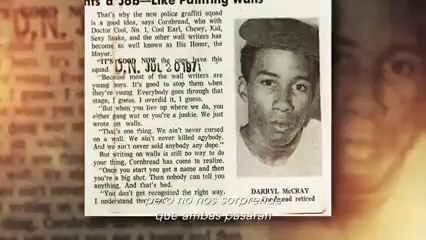 nts a Job—Like Painting Walls
That's why the new police graffiti squad
is a good idea, says Cornbread, who with
Doctor Cool, No. 1, Cool Earl, Chewy, Kid,
Sexy Snake, and the other wall writers has
become as well known as His Honor, the
Mayor.
"IT'S GOOD NOW the cops have this
squad.
D.N. JUL 20 1971
"Because most of the wall writers are
young boys. It's good to stop them when
they're young. Everybody goes through that
stage, I guess. I overdid it, I guess.
"But when you live where we do, you
either gang war or you're a junkie. We just
wrote on walls.
"That's one thing. We ain't never cursed
on a wall. We ain't never killed anybody.
And we ain't never sold anybody any dope."
But writing on walls is still no way to do
your thing, Cornbread has come to realize.
"Once you start you get a name and then
you're a big shot. Then nobody can tell you
anything. And that's bad.
"You don't get recognized the right way.
I understand that
DARRYL McCRAY
retired
pero no nos sorprende
que ambas pasaran